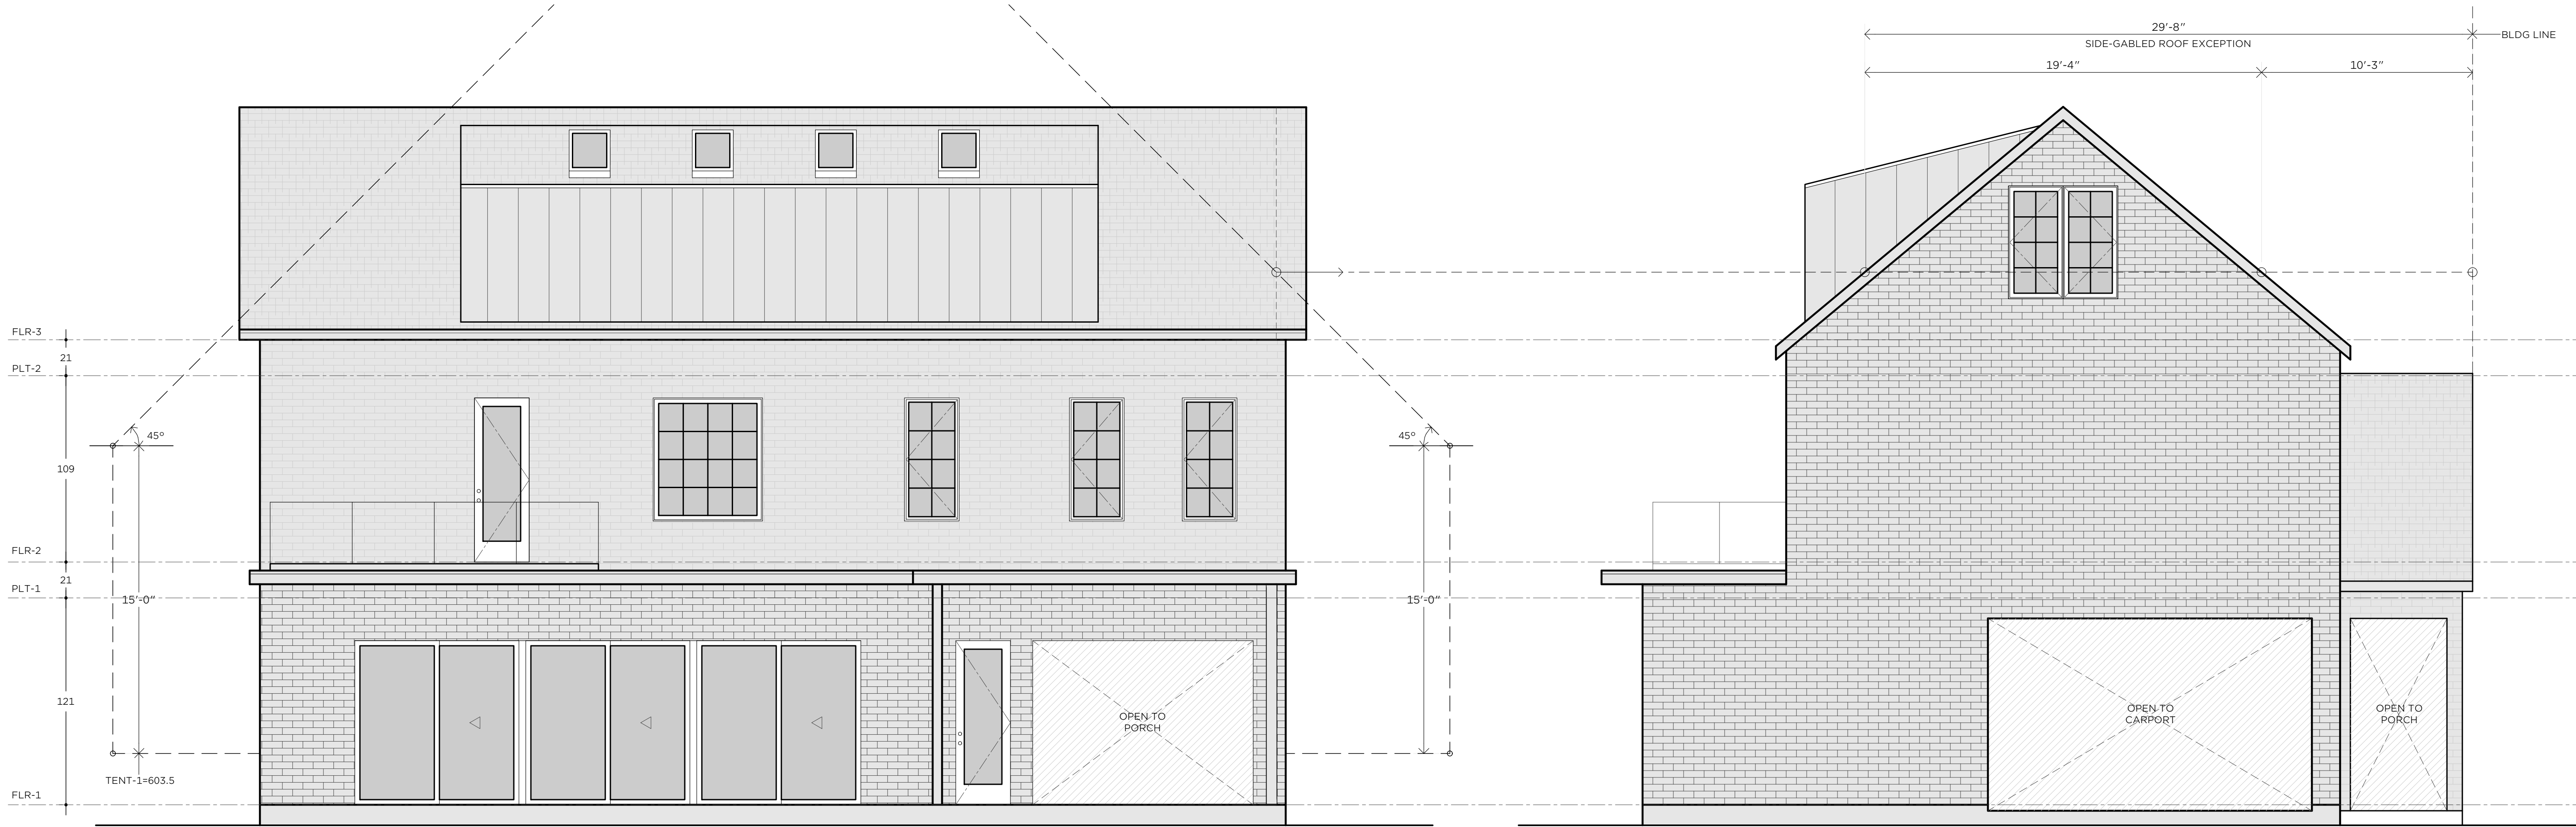 29'-8"
SIDE-GABLED ROOF EXCEPTION
BLDG LINE
19'-4"
10'-3"
FLR-3
21
PLT-2
45º
45º
109
FLR-2
21
PLT-1
15'-0"
15'-0"
121
OPEN TO
PORCH
OPEN TO
CARPORT
OPEN TO
PORCH
TENT-1=603.5
FLR-1